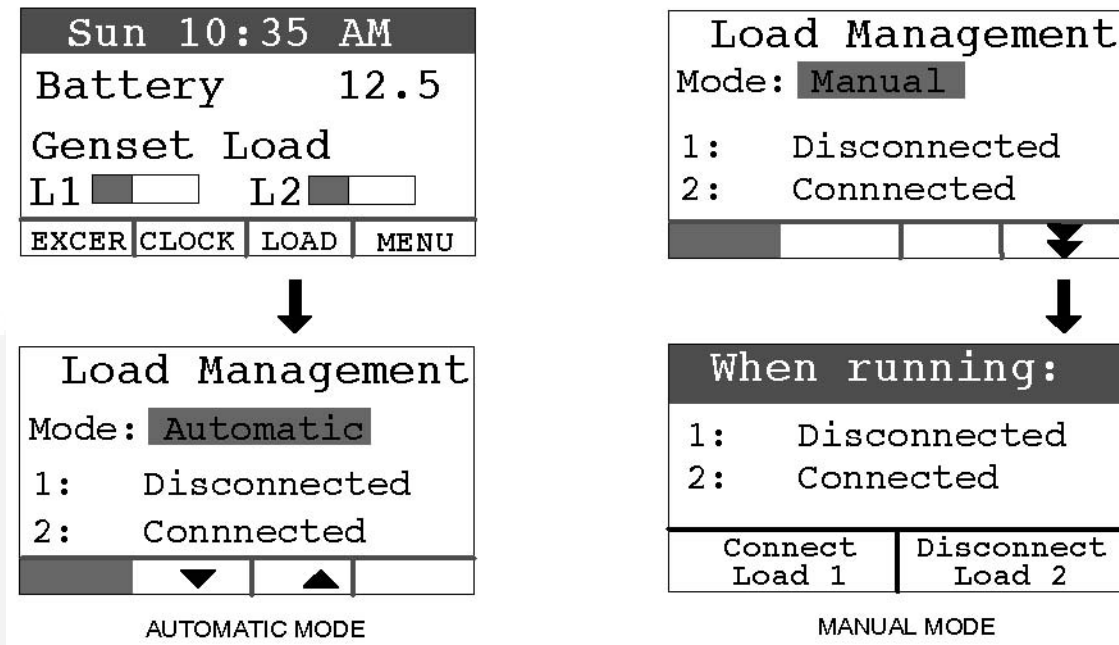 Sun 10:35 AM
Battery 12.5
Genset Load
L1 L2
EXCER CLOCK LOAD MENU
Load Management
Mode: Automatic
1: Disconnected
2: Connnected
AUTOMATIC MODE
Load Management
Mode: Manual
1: Disconnected
2: Connnected
When running:
1: Disconnected
2: Connected
Connect Disconnect
Load 1 Load 2
MANUAL MODE